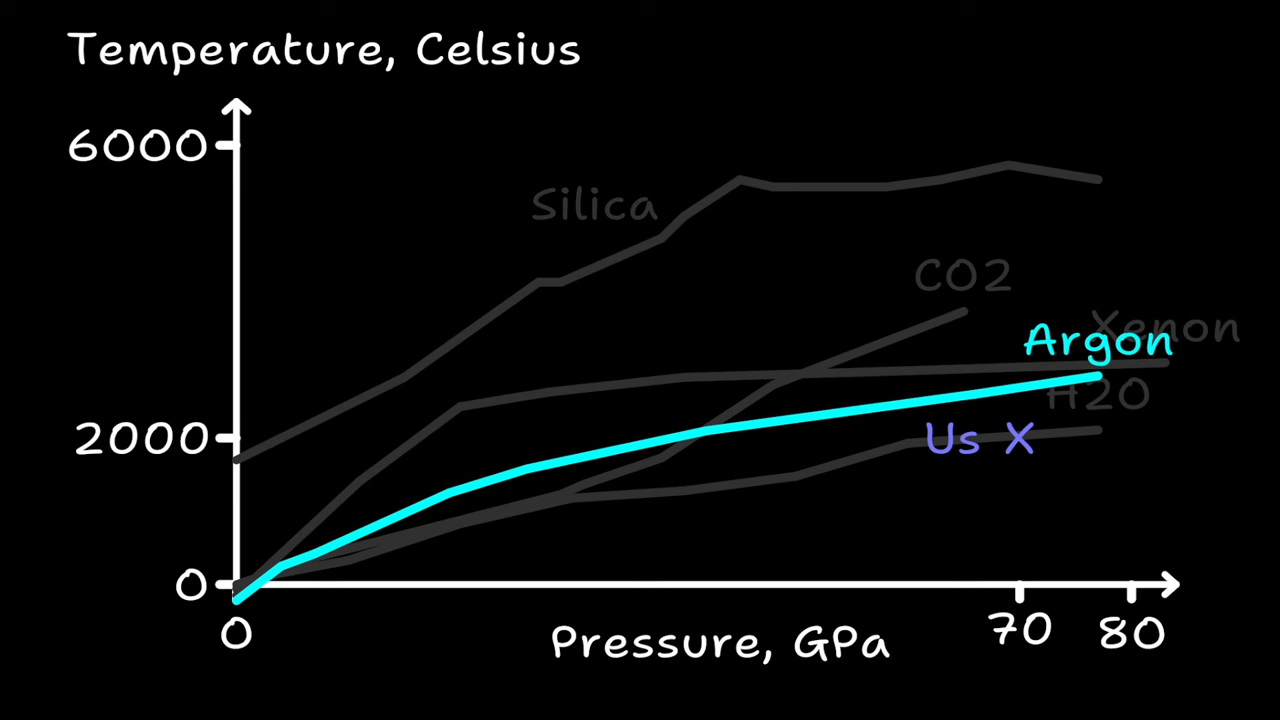 Temperature, Celsius
6000
Silica
CO2
Xenon
Argon
H2O
2000
Us X
0
0
Pressure, GPa
70
80